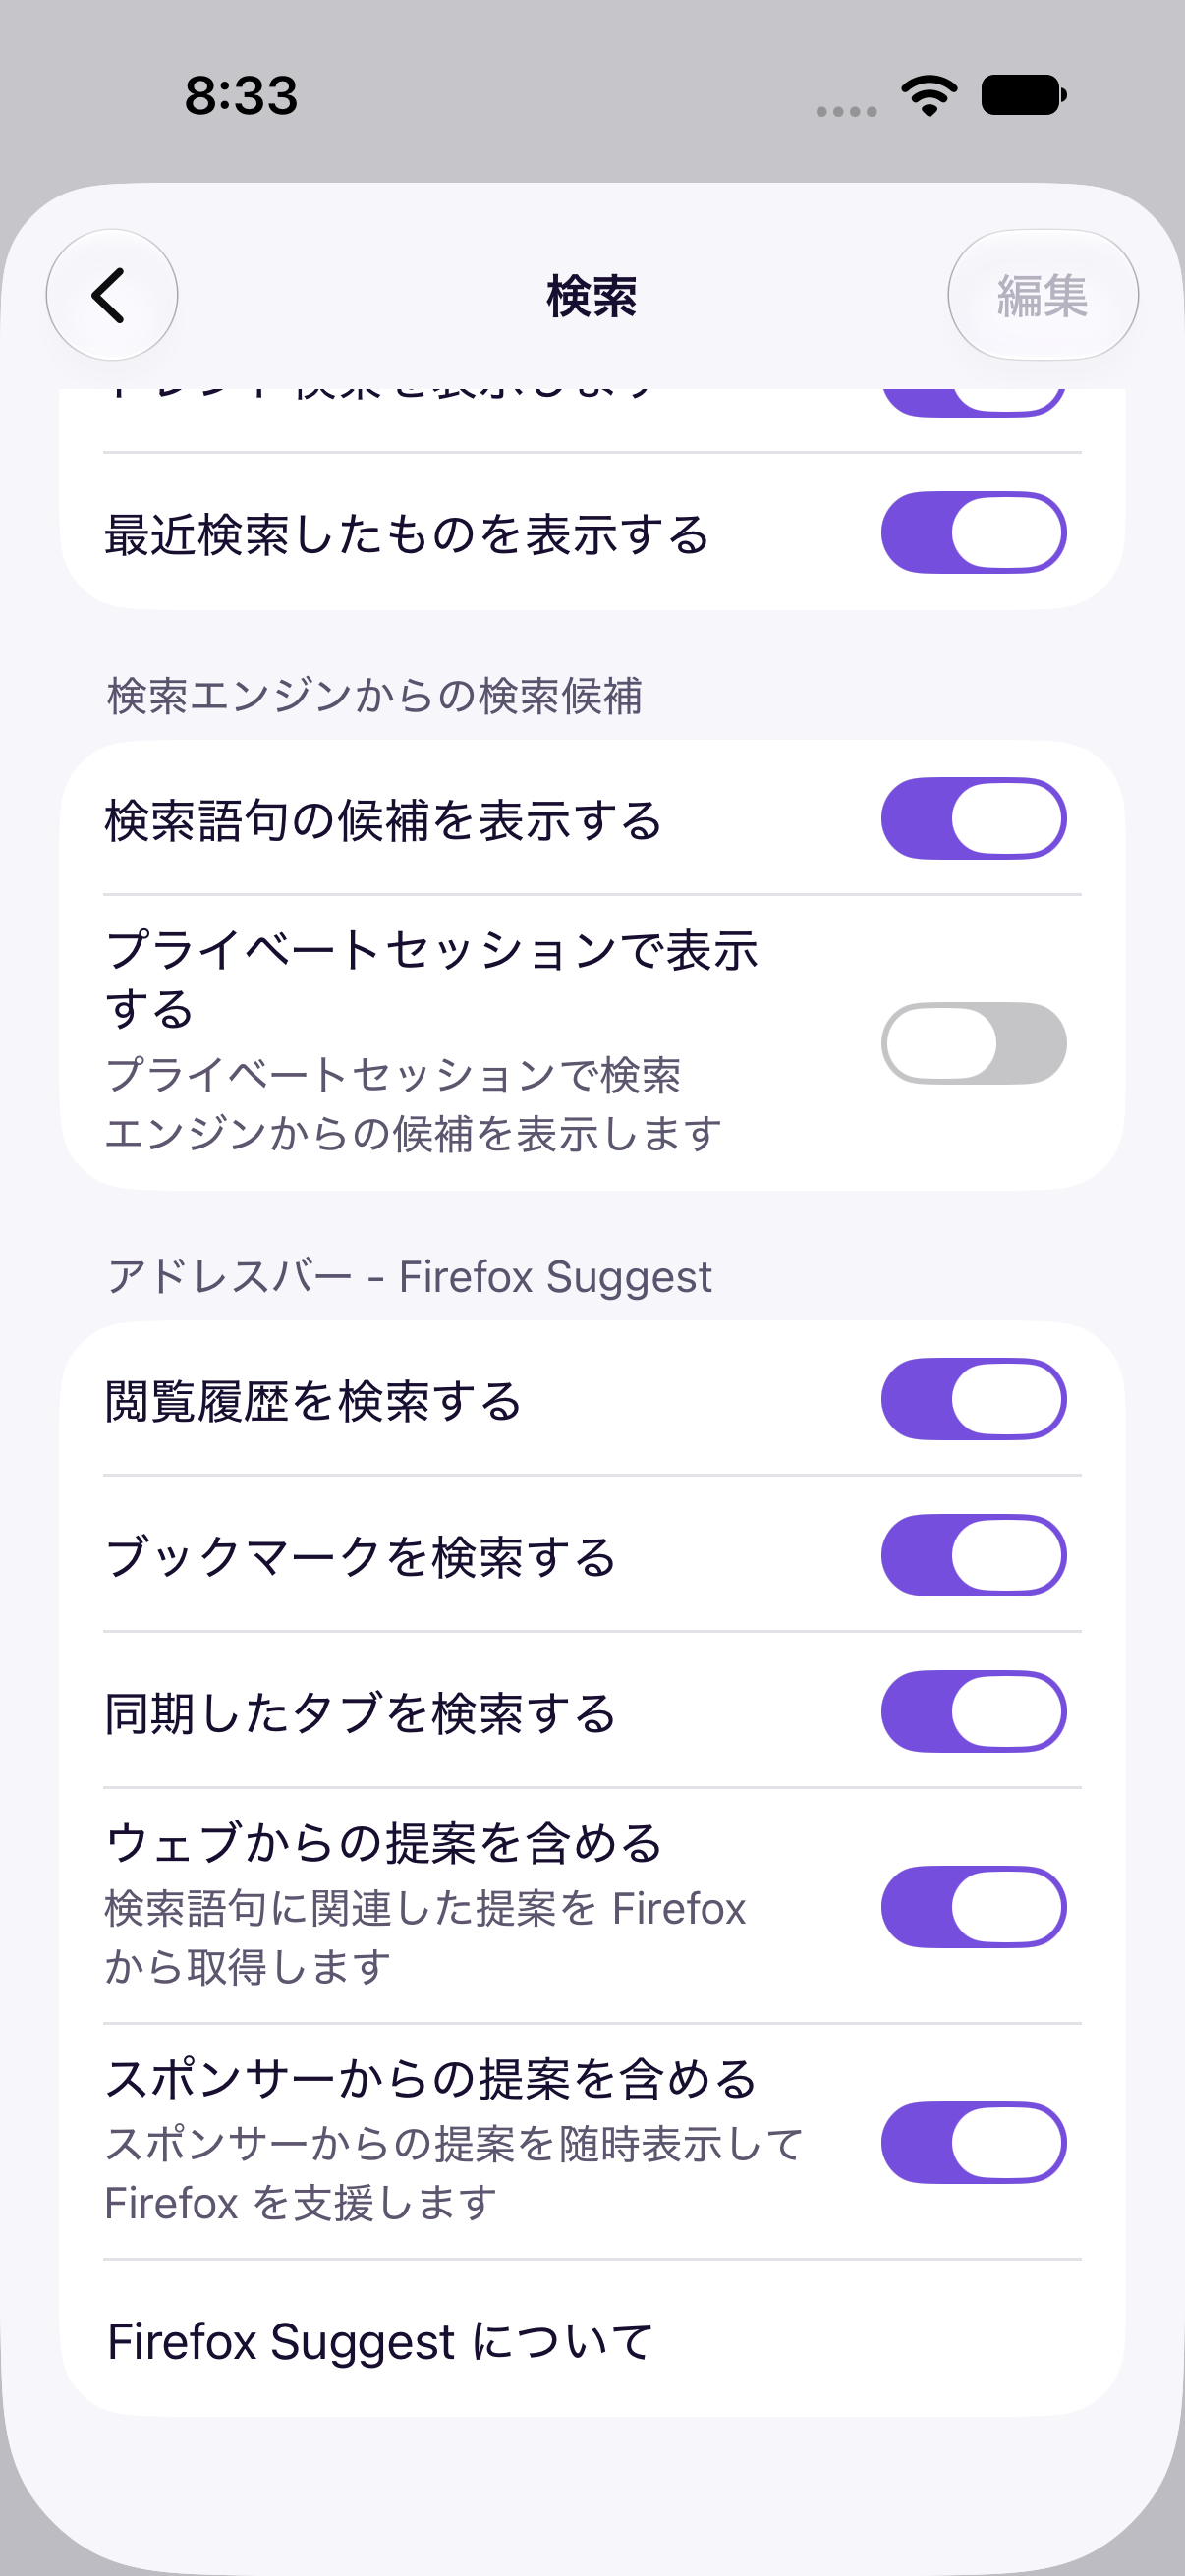 8:33
検索
編集
最近検索したものを表示する
検索エンジンからの検索候補
検索語句の候補を表示する
プライベートセッションで表示
する
プライベートセッションで検索
エンジンからの候補を表示します
アドレスバー - Firefox Suggest
閲覧履歴を検索する
ブックマークを検索する
同期したタブを検索する
ウェブからの提案を含める
検索語句に関連した提案を Firefox
から取得します
スポンサーからの提案を含める
スポンサーからの提案を随時表示して
Firefox を支援します
Firefox Suggest について